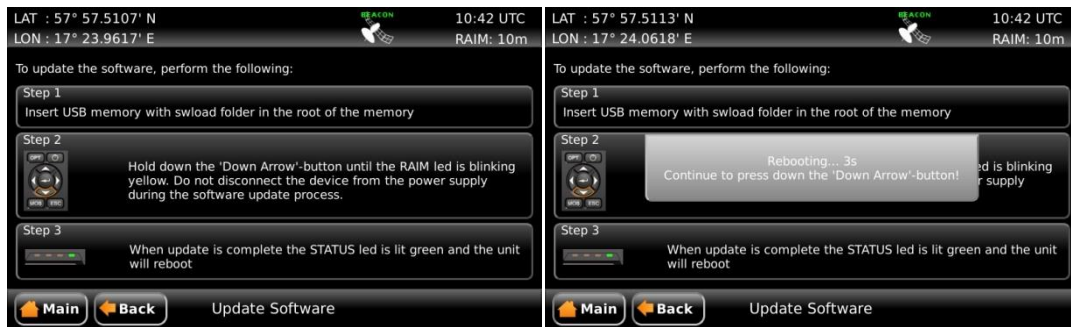 LAT : 57° 57.5107' N
BEACON
10:42 UTC
LON : 17° 23.9617' E
RAIM: 10m
To update the software, perform the following:
Step 1
Insert USB memory with swload folder in the root of the memory
Step 2
OPT
Hold down the 'Down Arrow'-button until the RAIM led is blinking
yellow. Do not disconnect the device from the power supply
during the software update process.
MOB ESC
Step 3
When update is complete the STATUS led is lit green and the unit
will reboot
Main
Back
Update Software
LAT : 57° 57.5113' N
BEACON
10:42 UTC
LON : 17° 24.0618' E
RAIM: 10m
To update the software, perform the following:
Step 1
Insert USB memory with swload folder in the root of the memory
Step 2
OPT
Rebooting... 3s
Continue to press down the 'Down Arrow'-button!
ed is blinking
r supply
MOB ESC
Step 3
When update is complete the STATUS led is lit green and the unit
will reboot
Main
Back
Update Software